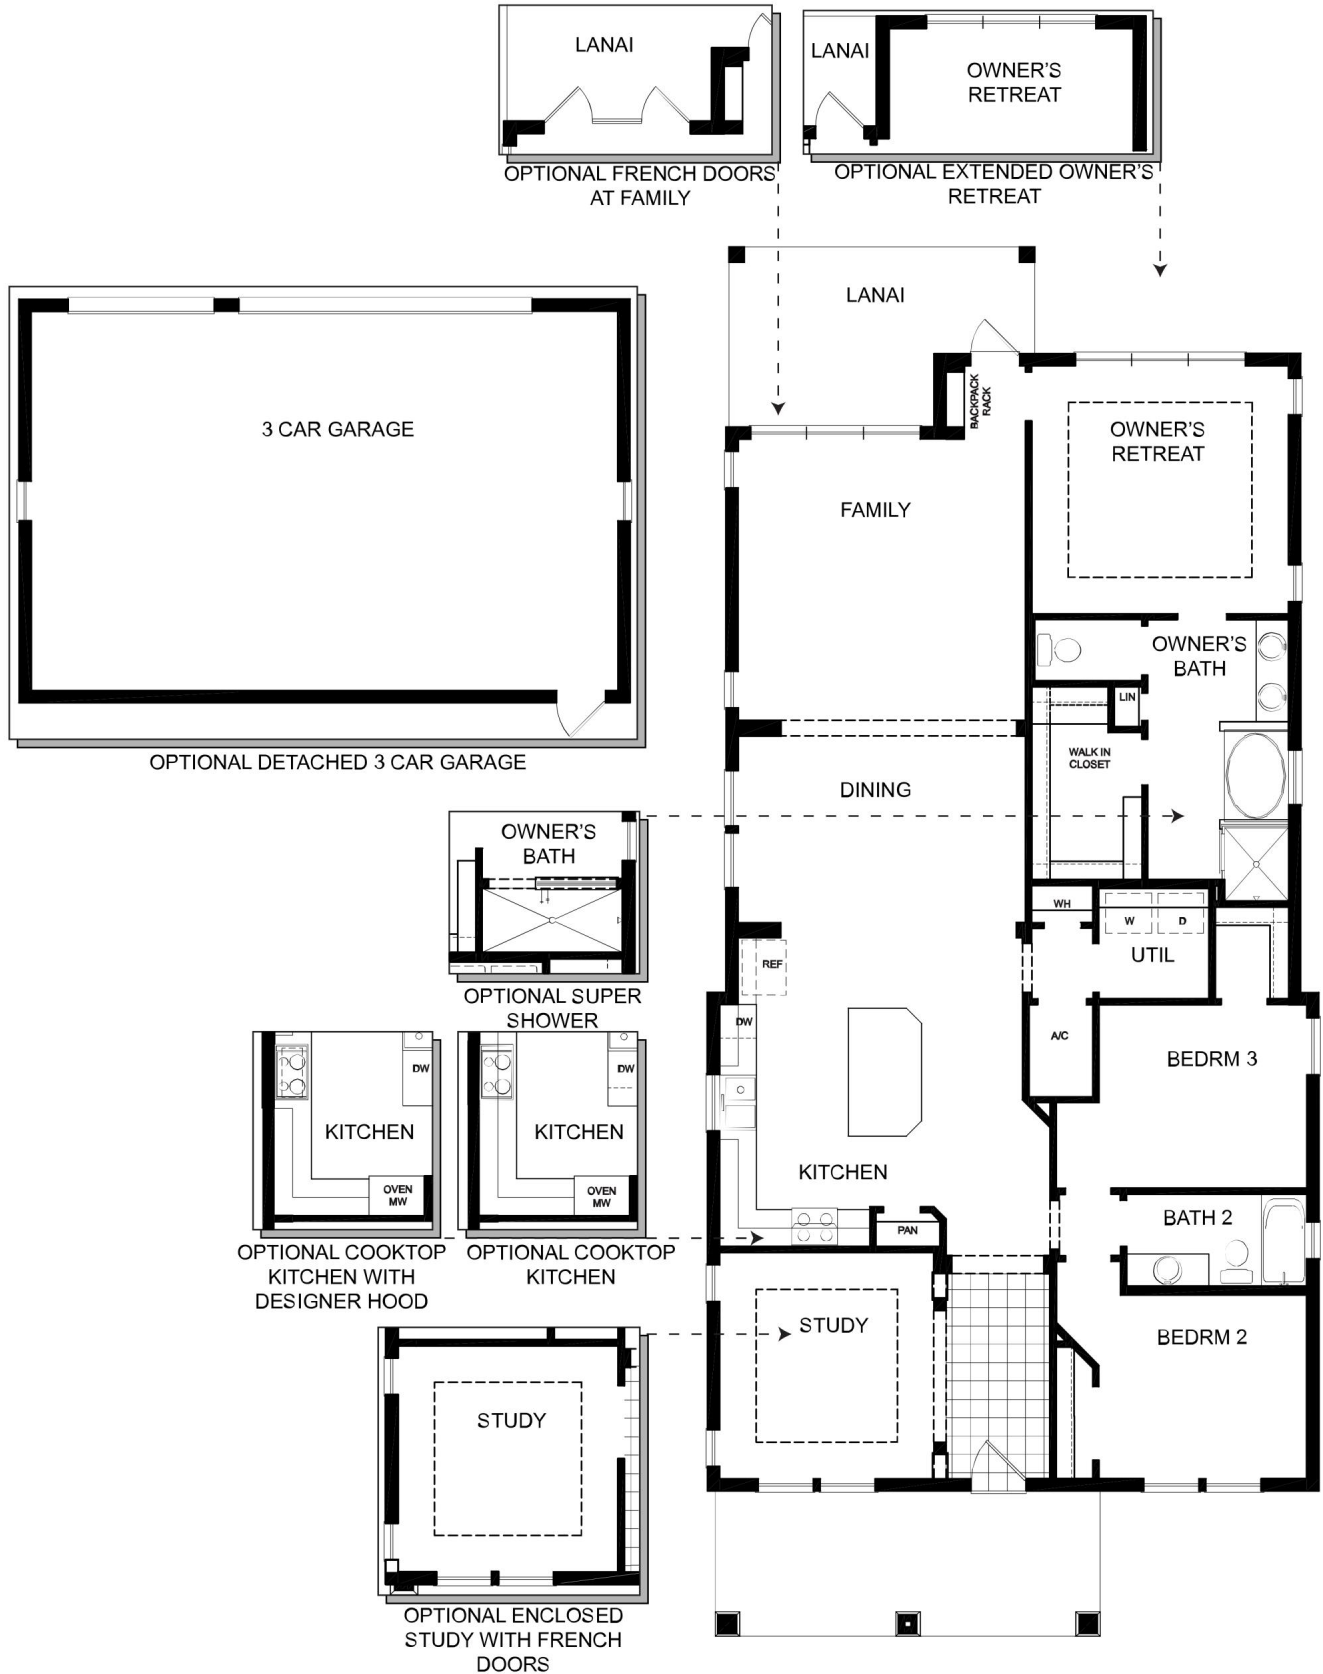 LANAI
OPTIONAL FRENCH DOORS
AT FAMILY
LANAI
OWNER'S
RETREAT
OPTIONAL EXTENDED OWNER'S
RETREAT
3 CAR GARAGE
OPTIONAL DETACHED 3 CAR GARAGE
LANAI
BACKPACK
RACK
OWNER'S
RETREAT
FAMILY
OWNER'S
BATH
LIN
WALK IN
CLOSET
DINING
OWNER'S
BATH
OPTIONAL SUPER
SHOWER
WH
W
D
UTIL
REF
DW
A/C
BEDRM 3
KITCHEN
PAN
BATH 2
BEDRM 2
STUDY
DW
KITCHEN
OVEN
MW
OPTIONAL COOKTOP
KITCHEN WITH
DESIGNER HOOD
DW
KITCHEN
OVEN
MW
OPTIONAL COOKTOP
KITCHEN
STUDY
OPTIONAL ENCLOSED
STUDY WITH FRENCH
DOORS